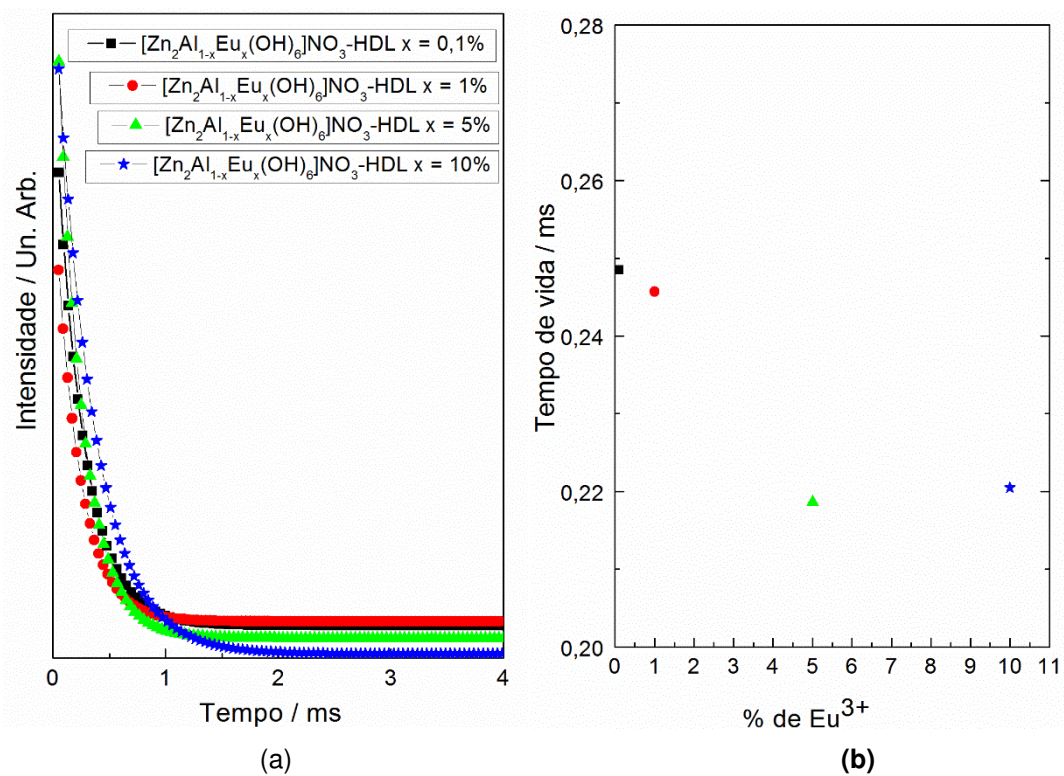 [Zn₂Al₁₋ₓEuₓ(OH)₆]NO₃-HDL x = 0,1%
[Zn₂Al₁₋ₓEuₓ(OH)₆]NO₃-HDL x = 1%
[Zn₂Al₁₋ₓEuₓ(OH)₆]NO₃-HDL x = 5%
[Zn₂Al₁₋ₓEuₓ(OH)₆]NO₃-HDL x = 10%
Intensidade / Un. Arb.
0 1 2 3 4
Tempo / ms
(a)
0,28
0,26
0,24
0,22
0,20
Tempo de vida / ms
0 1 2 3 4 5 6 7 8 9 10 11
% de Eu³⁺
(b)